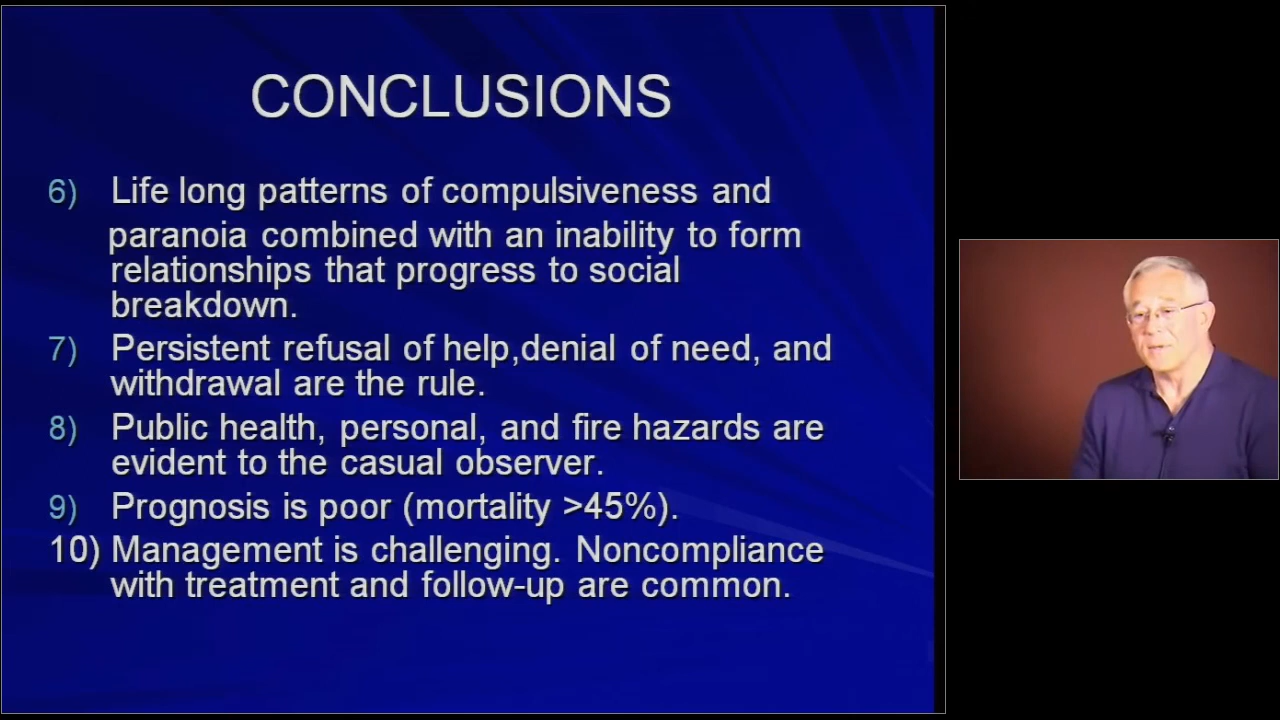 CONCLUSIONS
6) Life long patterns of compulsiveness and
paranoia combined with an inability to form
relationships that progress to social
breakdown.
7) Persistent refusal of help,denial of need, and
withdrawal are the rule.
8) Public health, personal, and fire hazards are
evident to the casual observer.
9) Prognosis is poor (mortality >45%).
10) Management is challenging. Noncompliance
with treatment and follow-up are common.